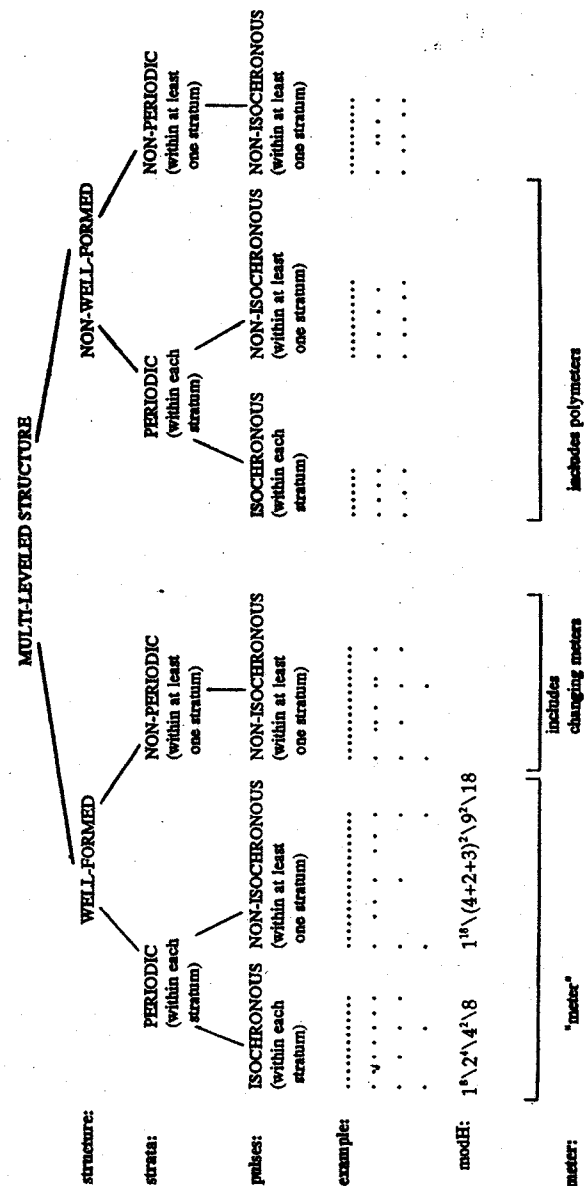 MULTI-LEVELED STRUCTURE
structure: WELL-FORMED NON-WELL-FORMED
strata: PERIODIC NON-PERIODIC PERIODIC NON-PERIODIC
(within each (within at least (within each (within at least
stratum) one stratum) stratum) one stratum)
pulses: ISOCHRONOUS NON-ISOCHRONOUS NON-ISOCHRONOUS ISOCHRONOUS NON-ISOCHRONOUS NON-ISOCHRONOUS
(within each (within at least (within at least (within each (within at least (within at least
stratum) one stratum) one stratum) stratum) one stratum) one stratum)
example:
modH: 1⁸\2⁴\4²\8 1¹⁸\(4+2+3)²\9²\18
meter: "meter" includes includes polymeters
changing meters